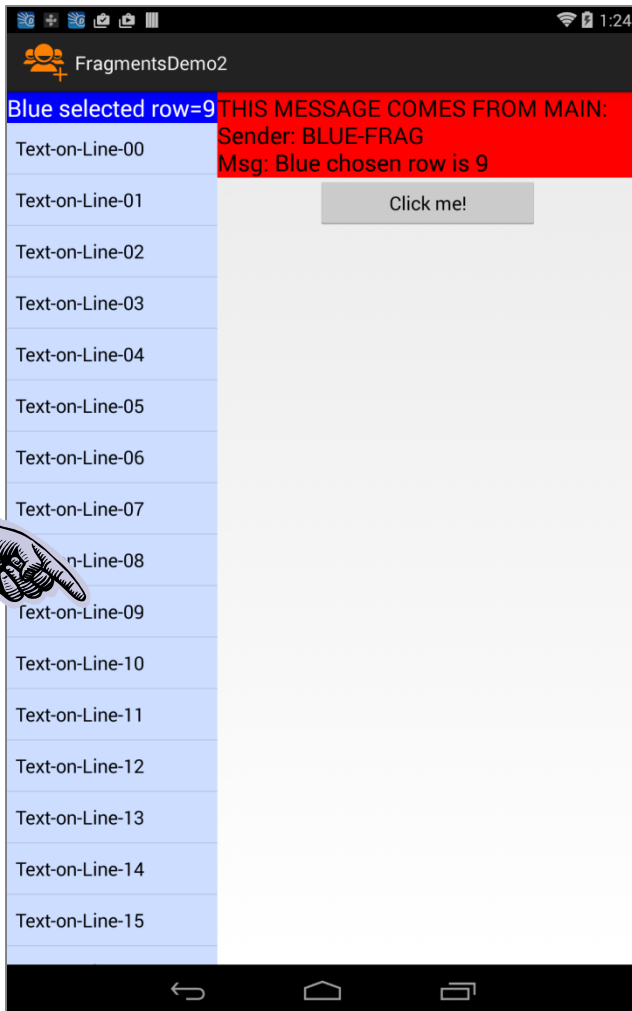 1:24
FragmentsDemo2
Blue selected row=9
THIS MESSAGE COMES FROM MAIN:
Sender: BLUE-FRAG
Msg: Blue chosen row is 9
Click me!
Text-on-Line-00
Text-on-Line-01
Text-on-Line-02
Text-on-Line-03
Text-on-Line-04
Text-on-Line-05
Text-on-Line-06
Text-on-Line-07
n-Line-08
Text-on-Line-09
Text-on-Line-10
Text-on-Line-11
Text-on-Line-12
Text-on-Line-13
Text-on-Line-14
Text-on-Line-15